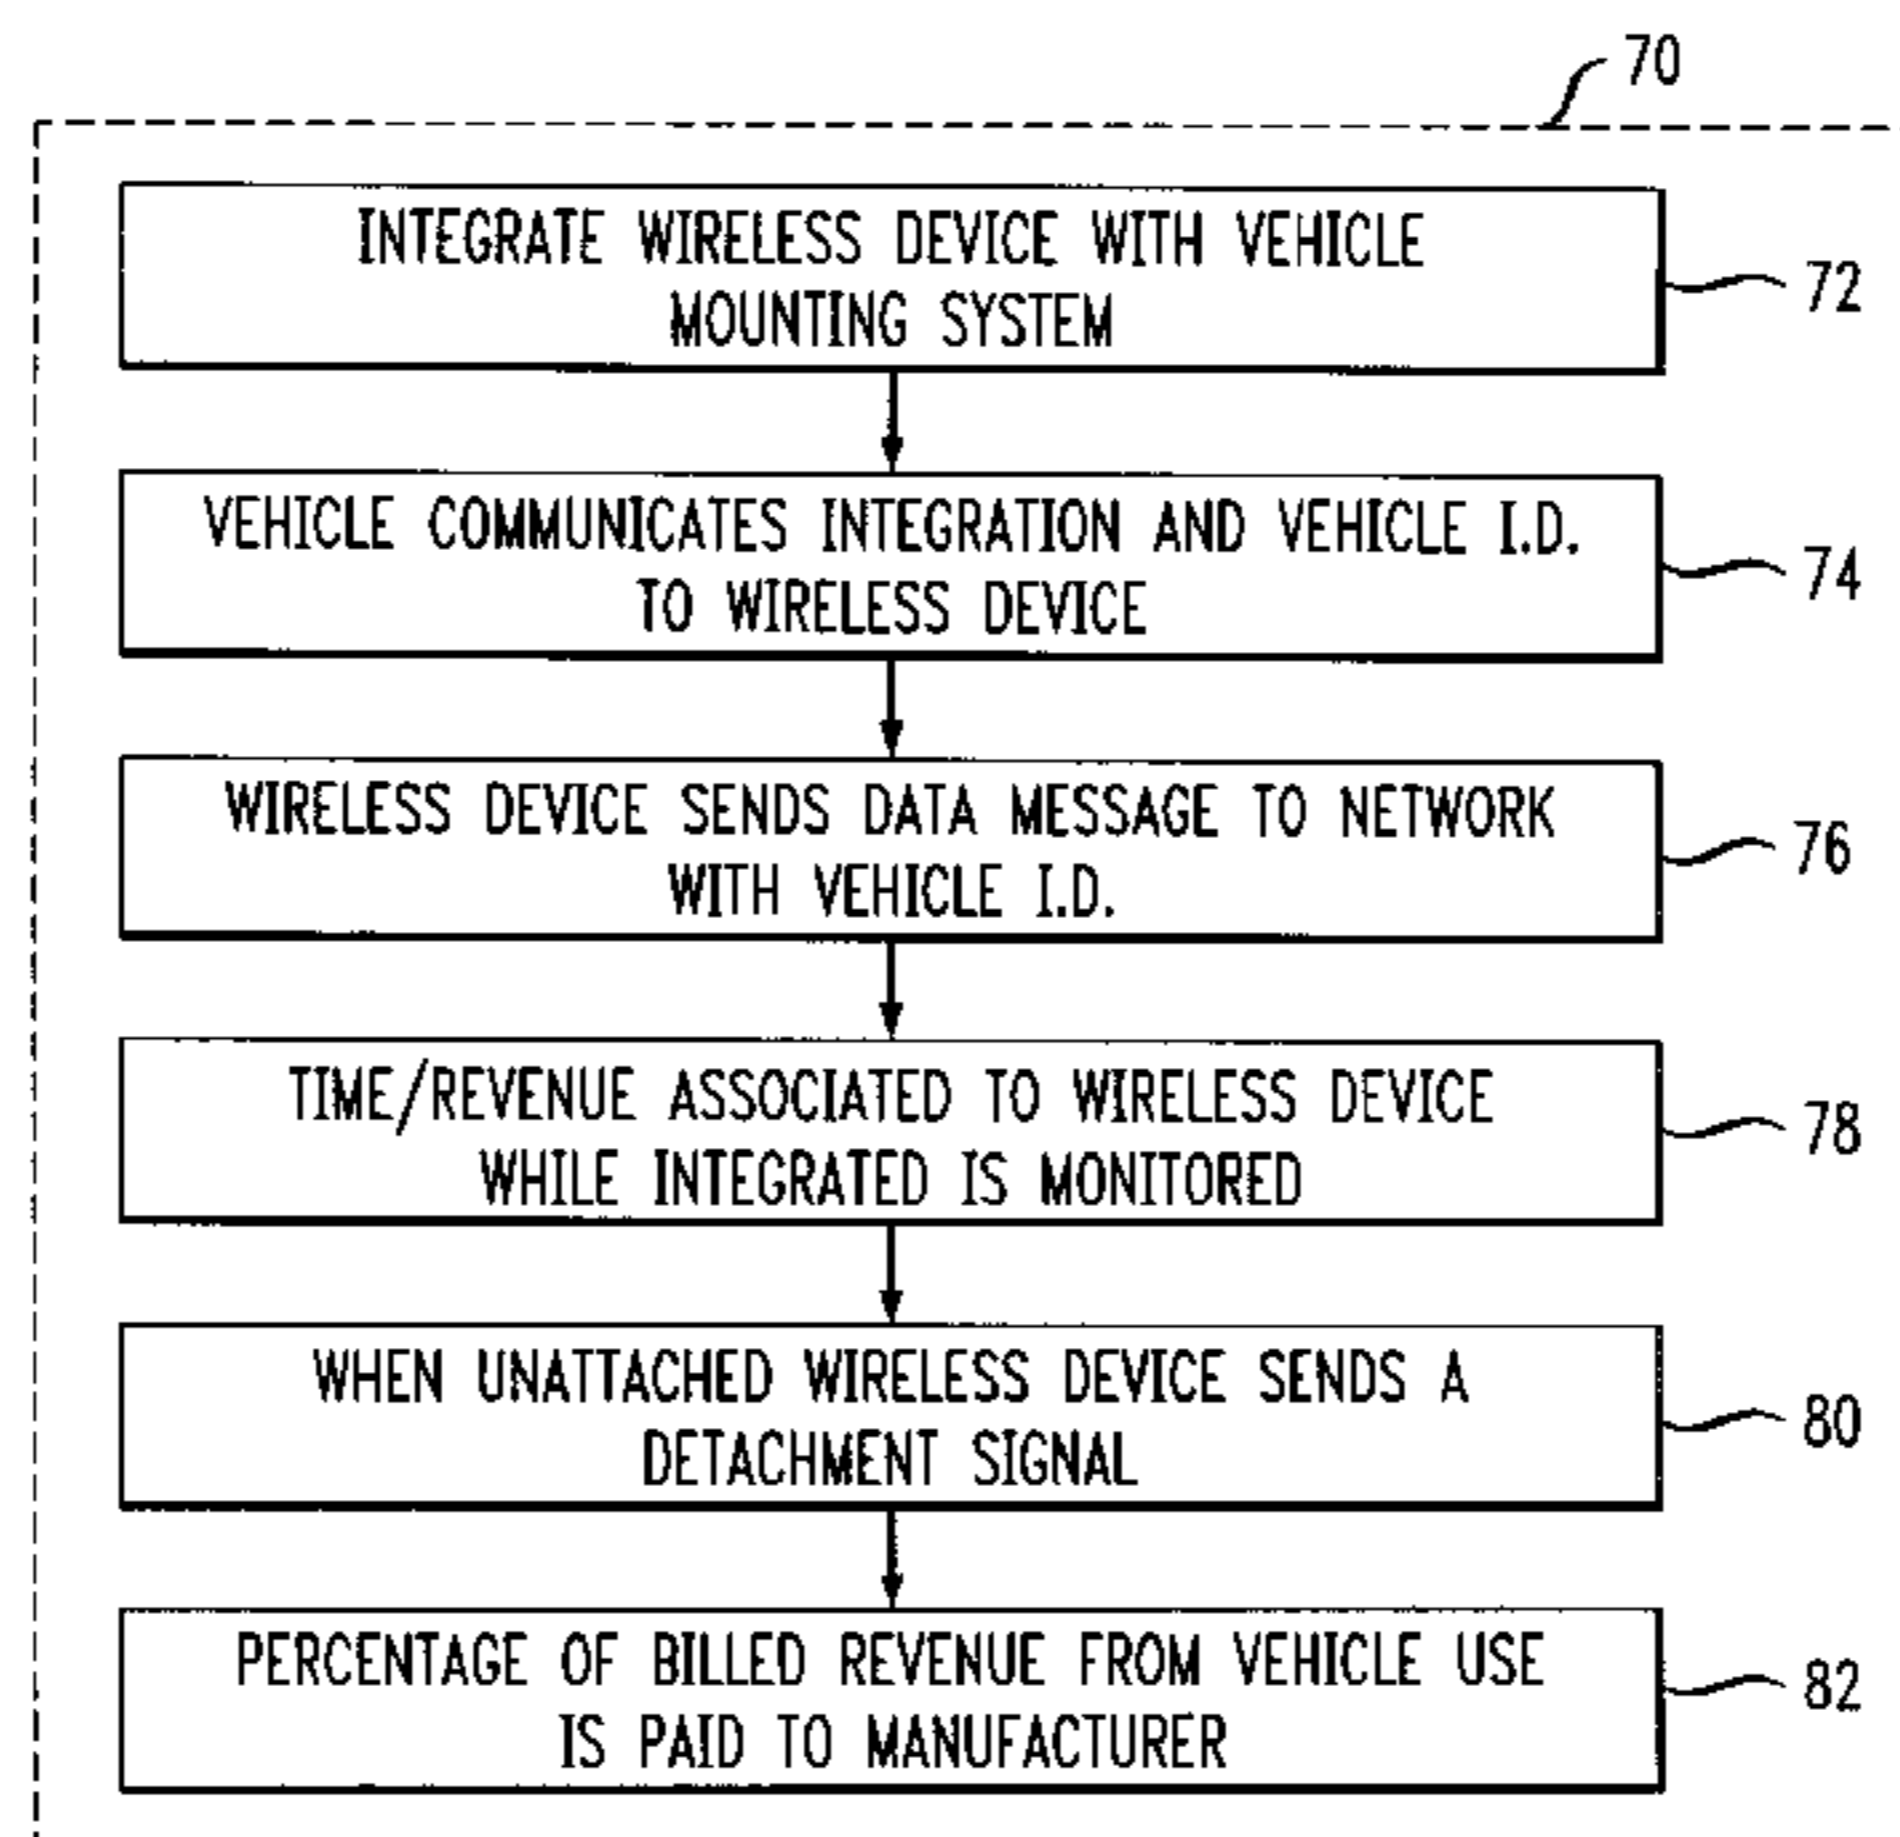 70
INTEGRATE WIRELESS DEVICE WITH VEHICLE
MOUNTING SYSTEM
72
VEHICLE COMMUNICATES INTEGRATION AND VEHICLE I.D.
TO WIRELESS DEVICE
74
WIRELESS DEVICE SENDS DATA MESSAGE TO NETWORK
WITH VEHICLE I.D.
76
TIME/REVENUE ASSOCIATED TO WIRELESS DEVICE
WHILE INTEGRATED IS MONITORED
78
WHEN UNATTACHED WIRELESS DEVICE SENDS A
DETACHMENT SIGNAL
80
PERCENTAGE OF BILLED REVENUE FROM VEHICLE USE
IS PAID TO MANUFACTURER
82